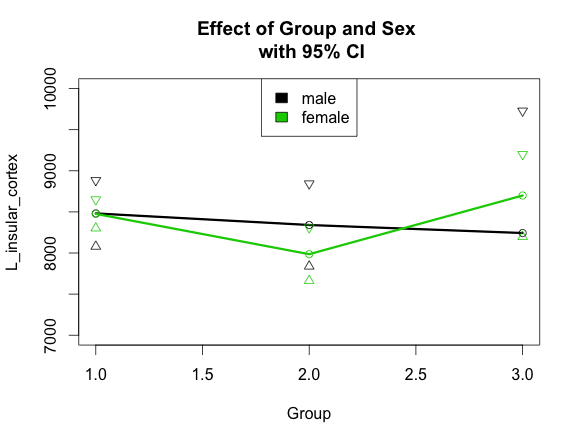 Effect of Group and Sex
with 95% CI
male
female
L_insular_cortex
10000
9000
8000
7000
1.0 1.5 2.0 2.5 3.0
Group